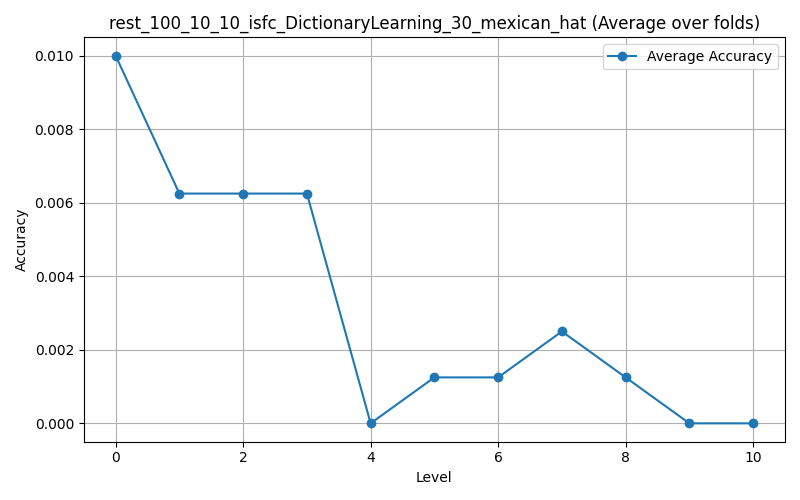 rest_100_10_10_isfc_DictionaryLearning_30_mexican_hat (Average over folds)
Average Accuracy
0.010
0.008
0.006
0.004
0.002
0.000
Accuracy
0 2 4 6 8 10
Level